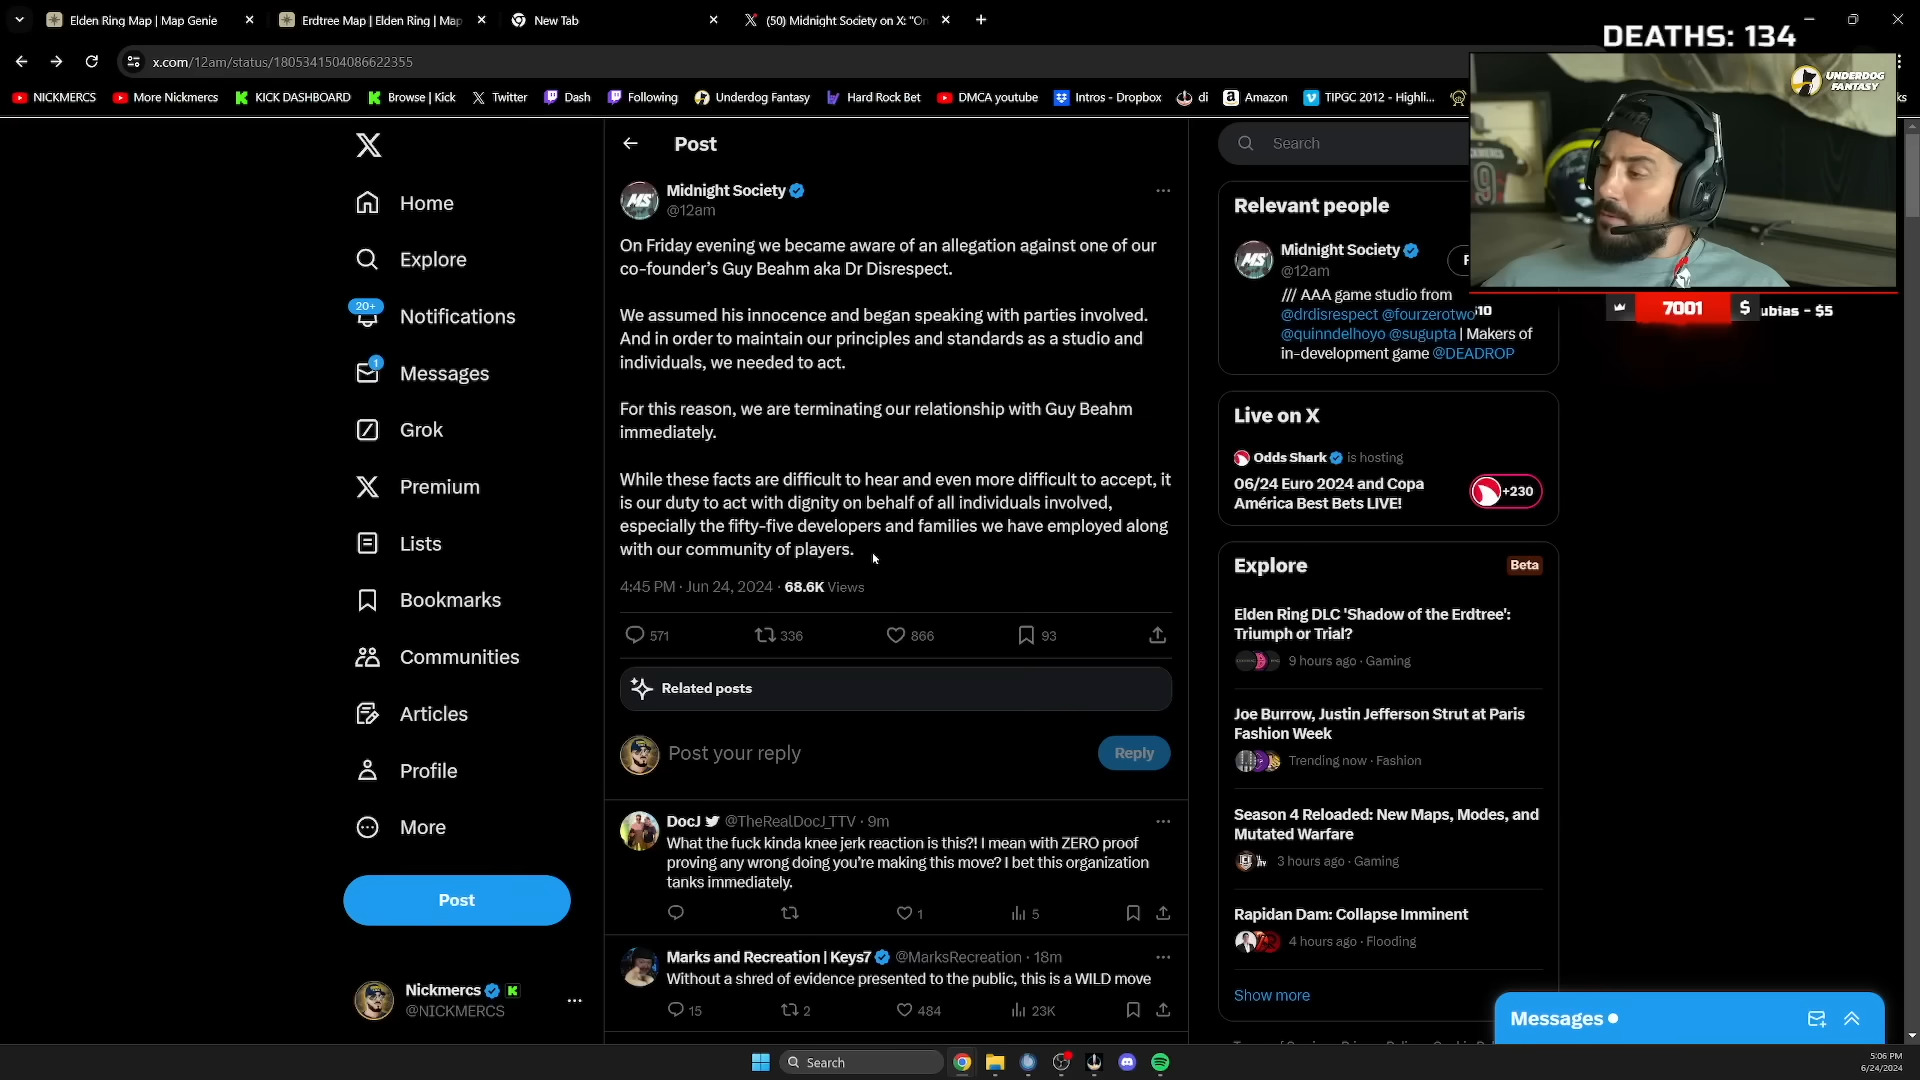 Elden Ring Map | Map Genie
Erdtree Map | Elden Ring | Map
New Tab
(50) Midnight Society on X: "On
DEATHS: 134
x.com/12am/status/1805341504086622355
NICKMERCS
More Nickmercs
KICK DASHBOARD
Browse | Kick
Twitter
Dash
Following
Underdog Fantasy
Hard Rock Bet
DMCA youtube
Intros - Dropbox
di
Amazon
TIPGC 2012 - Highli...
UNDERDOG
FANTASY
7001
$
ubias - $5
Home
Explore
20+
Notifications
1
Messages
Grok
Premium
Lists
Bookmarks
Communities
Articles
Profile
More
Post
Nickmercs
@NICKMERCS
Post
Midnight Society
@12am
On Friday evening we became aware of an allegation against one of our
co-founder's Guy Beahm aka Dr Disrespect.
We assumed his innocence and began speaking with parties involved.
And in order to maintain our principles and standards as a studio and
individuals, we needed to act.
For this reason, we are terminating our relationship with Guy Beahm
immediately.
While these facts are difficult to hear and even more difficult to accept, it
is our duty to act with dignity on behalf of all individuals involved,
especially the fifty-five developers and families we have employed along
with our community of players.
4:45 PM · Jun 24, 2024 · 68.6K Views
571
336
866
93
Related posts
Post your reply
Reply
DocJ @TheRealDocJ_TTV · 9m
What the fuck kinda knee jerk reaction is this?! I mean with ZERO proof
proving any wrong doing you're making this move? I bet this organization
tanks immediately.
1
5
Marks and Recreation | Keys7 @MarksRecreation · 18m
Without a shred of evidence presented to the public, this is a WILD move
15
2
484
23K
Search
Relevant people
Midnight Society
@12am
/// AAA game studio from
@drdisrespect @fourzerotwo
@quinndelhoyo @sugupta | Makers of
in-development game @DEADROP
Live on X
Odds Shark is hosting
06/24 Euro 2024 and Copa
América Best Bets LIVE!
+230
Explore
Beta
Elden Ring DLC 'Shadow of the Erdtree':
Triumph or Trial?
9 hours ago · Gaming
Joe Burrow, Justin Jefferson Strut at Paris
Fashion Week
Trending now · Fashion
Season 4 Reloaded: New Maps, Modes, and
Mutated Warfare
3 hours ago · Gaming
Rapidan Dam: Collapse Imminent
4 hours ago · Flooding
Show more
Messages
Search
5:06 PM
6/24/2024